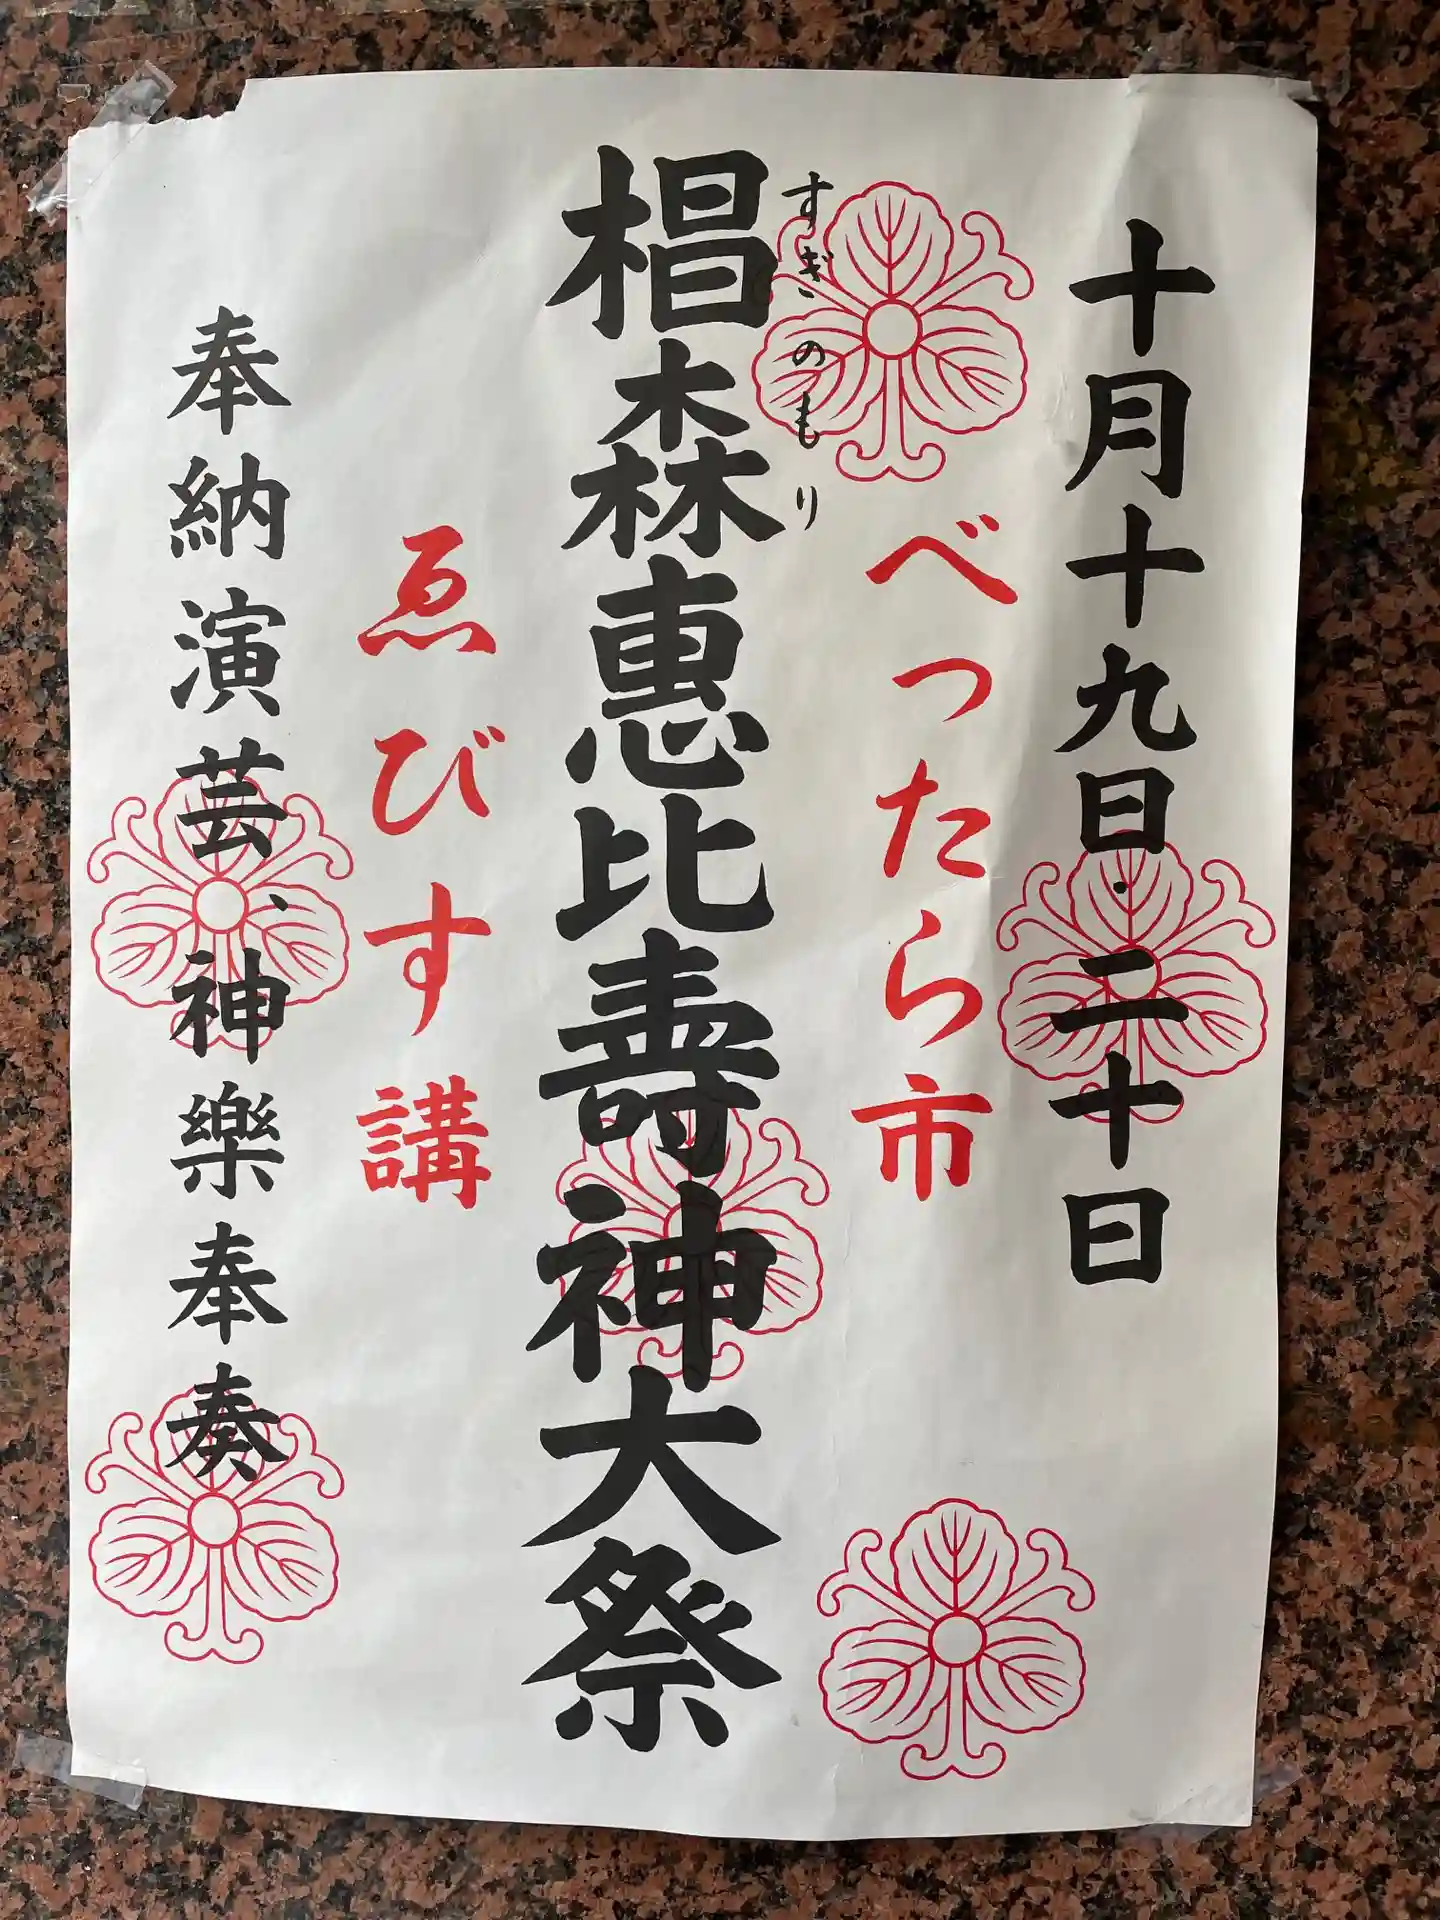 十月十九日・二十日
べったら市
すぎのもり
椙森恵比壽神大祭
ゑびす講
奉納演芸、神樂奉奏